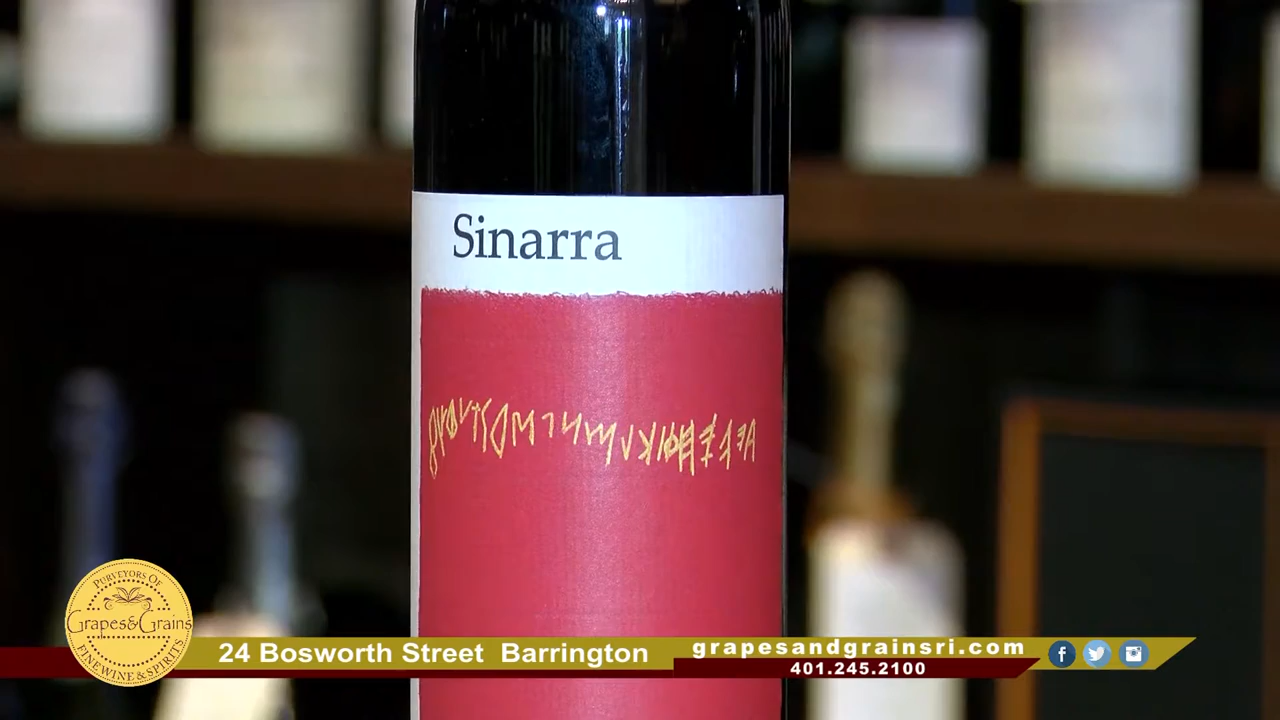 Sinarra
PURVEYORS OF
Grapes&Grains
FINE WINE & SPIRITS
24 Bosworth Street Barrington
grapesandgrainsri.com
401.245.2100